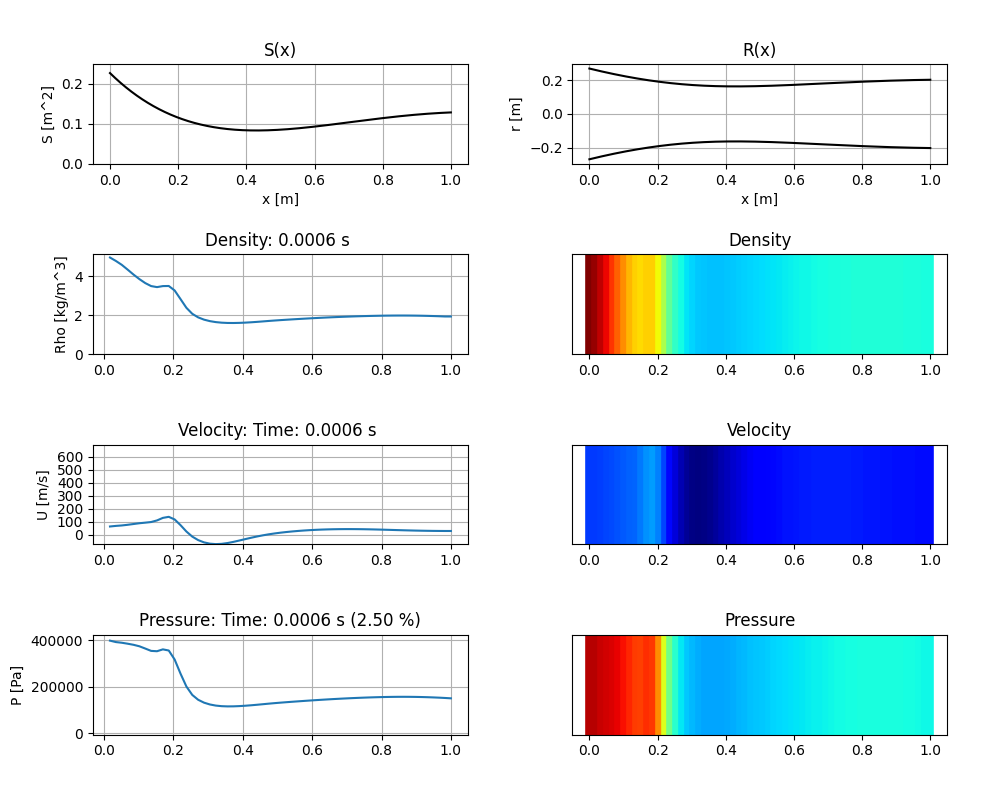 S(x)
S [m^2]
0.2
0.1
0.0
0.0 0.2 0.4 0.6 0.8 1.0
x [m]
R(x)
r [m]
0.2
0.0
−0.2
0.0 0.2 0.4 0.6 0.8 1.0
x [m]
Density: 0.0006 s
Rho [kg/m^3]
4
2
0
0.0 0.2 0.4 0.6 0.8 1.0
Density
0.0 0.2 0.4 0.6 0.8 1.0
Velocity: Time: 0.0006 s
U [m/s]
600
500
400
300
200
100
0
0.0 0.2 0.4 0.6 0.8 1.0
Velocity
0.0 0.2 0.4 0.6 0.8 1.0
Pressure: Time: 0.0006 s (2.50 %)
P [Pa]
400000
200000
0
0.0 0.2 0.4 0.6 0.8 1.0
Pressure
0.0 0.2 0.4 0.6 0.8 1.0